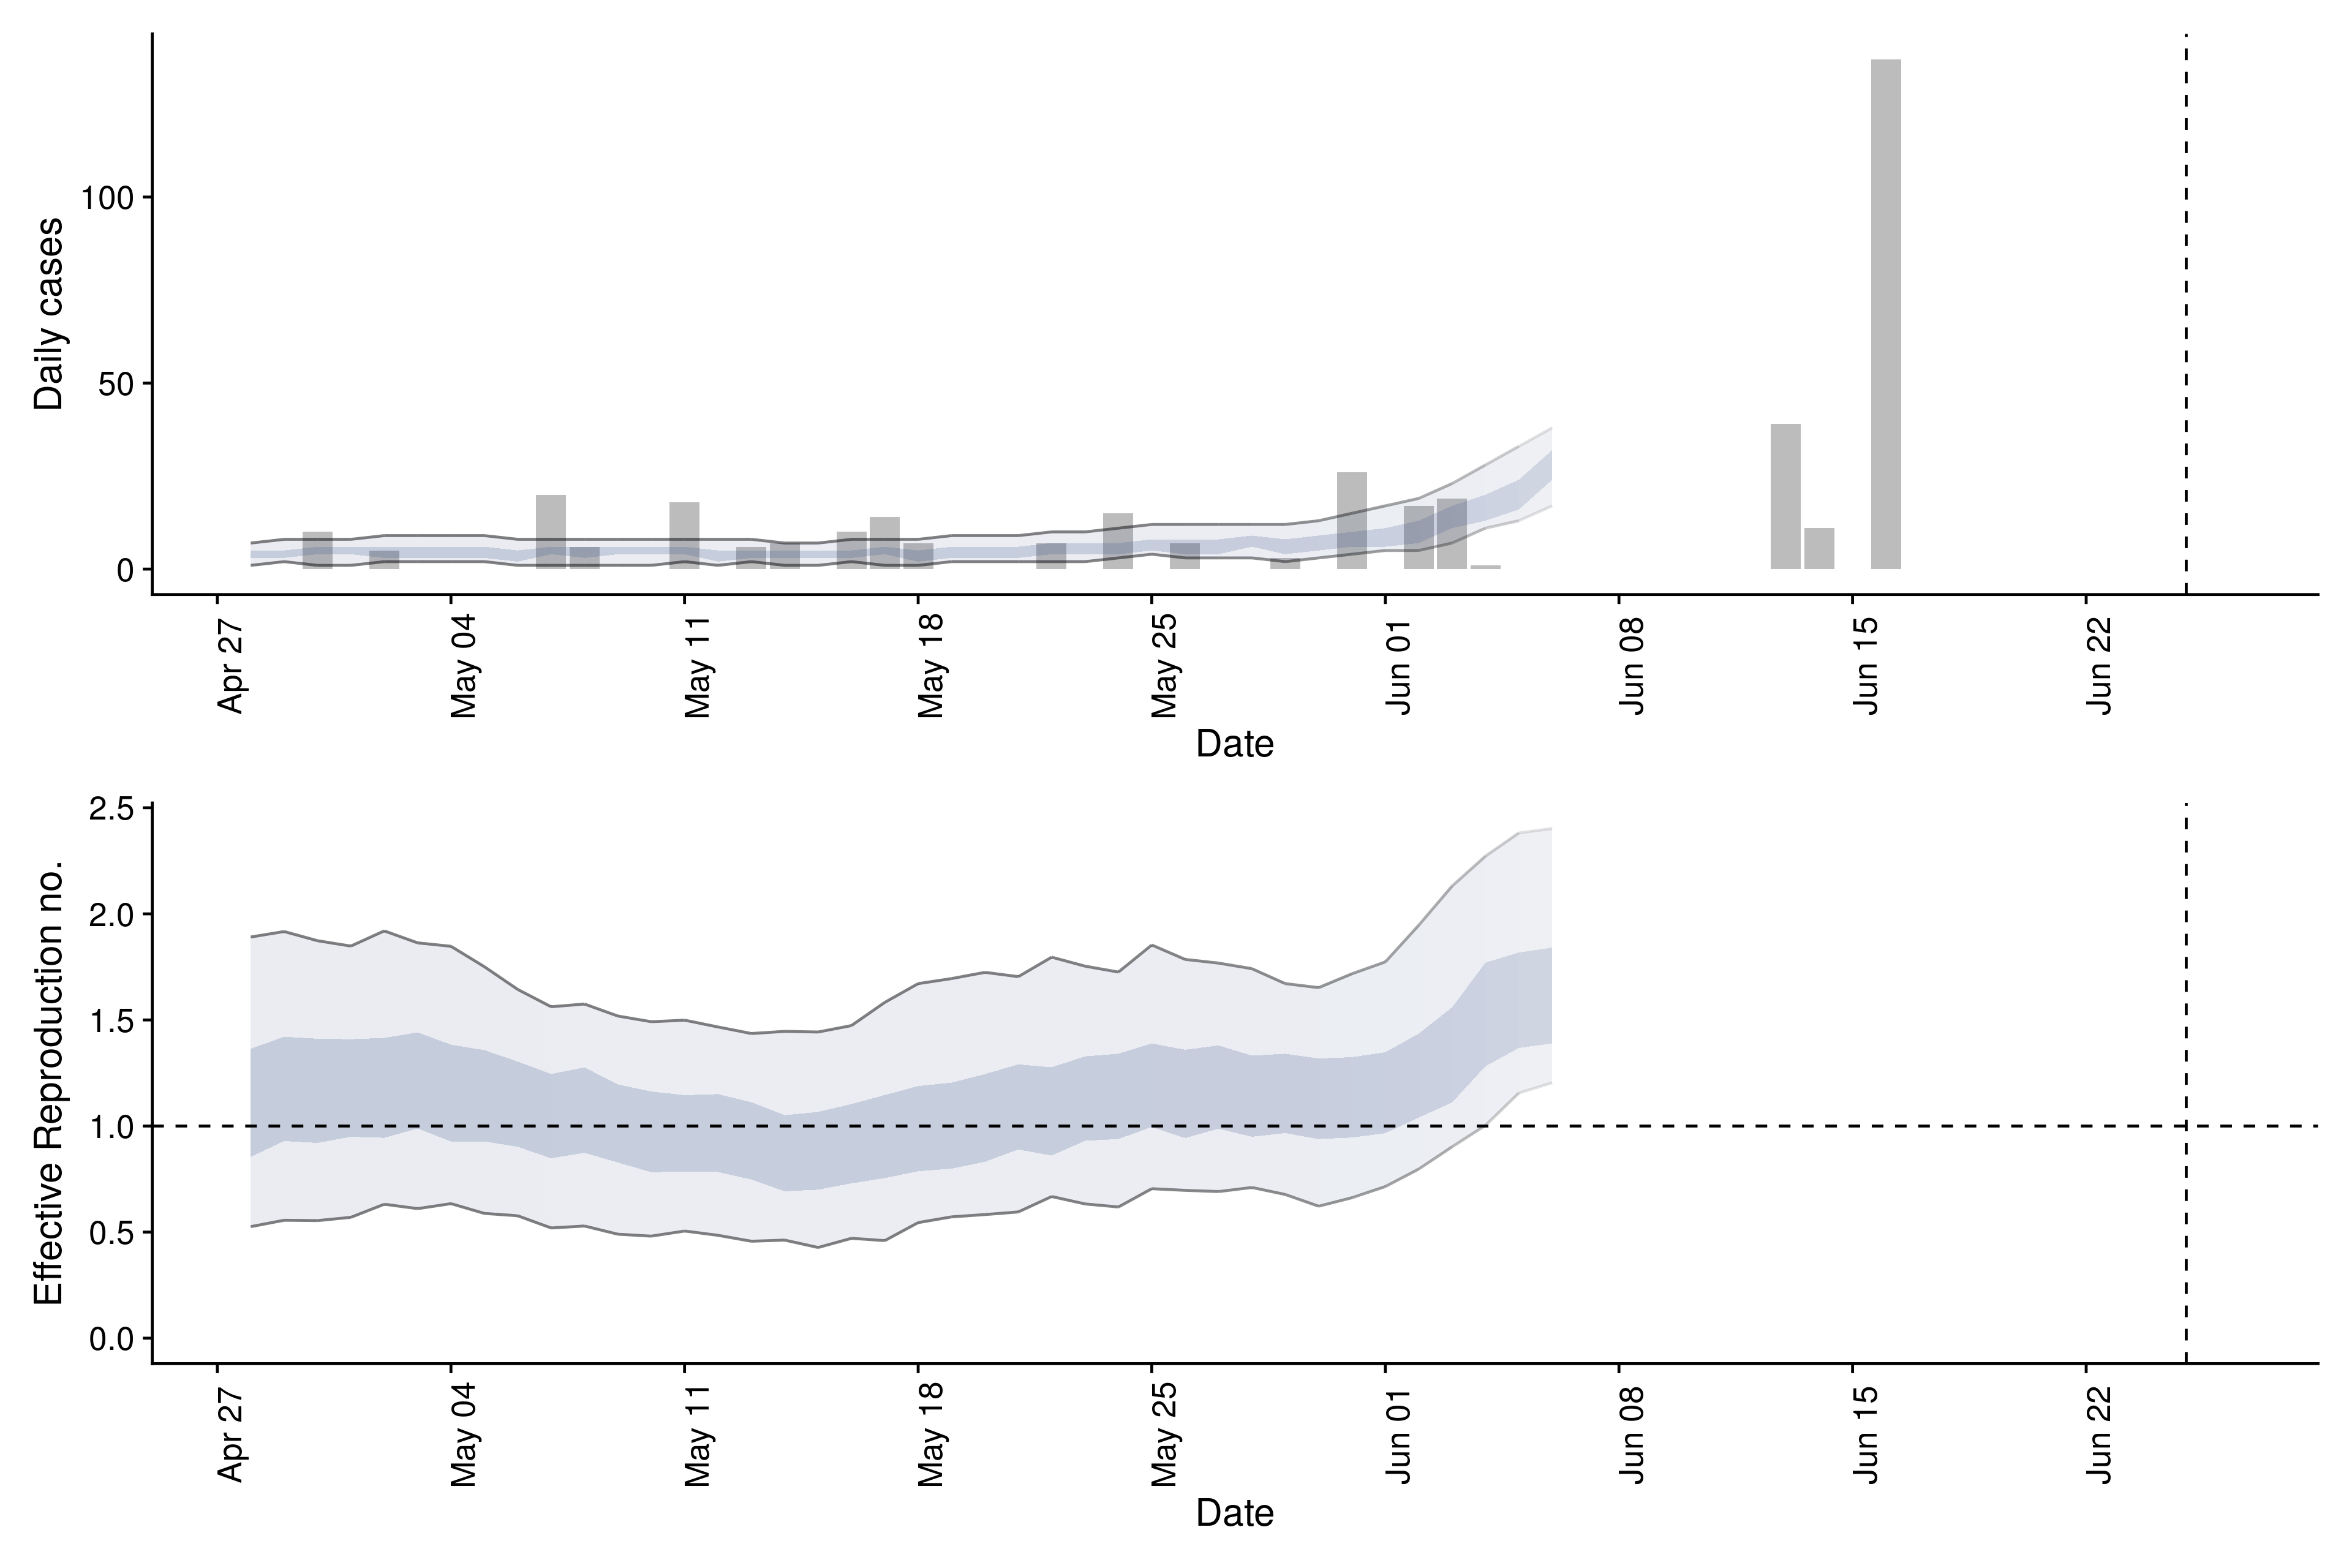 Daily cases
100
50
0
Apr 27
May 04
May 11
May 18
May 25
Jun 01
Jun 08
Jun 15
Jun 22
Date
Effective Reproduction no.
2.5
2.0
1.5
1.0
0.5
0.0
Apr 27
May 04
May 11
May 18
May 25
Jun 01
Jun 08
Jun 15
Jun 22
Date